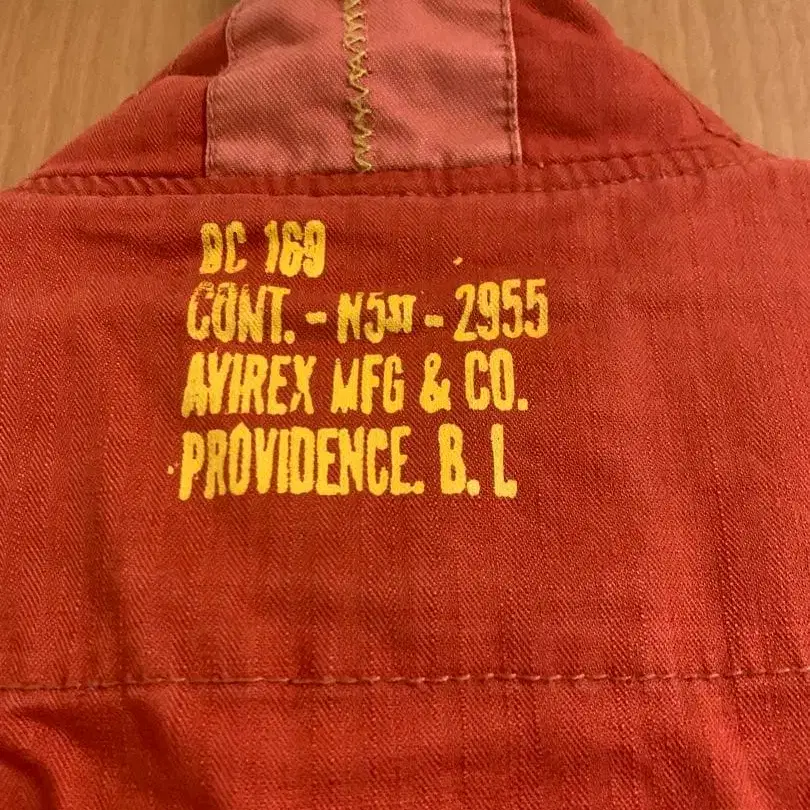 DC 169
CONT. - N5st - 2955
AVIREX MFG & CO.
PROVIDENCE. B. L